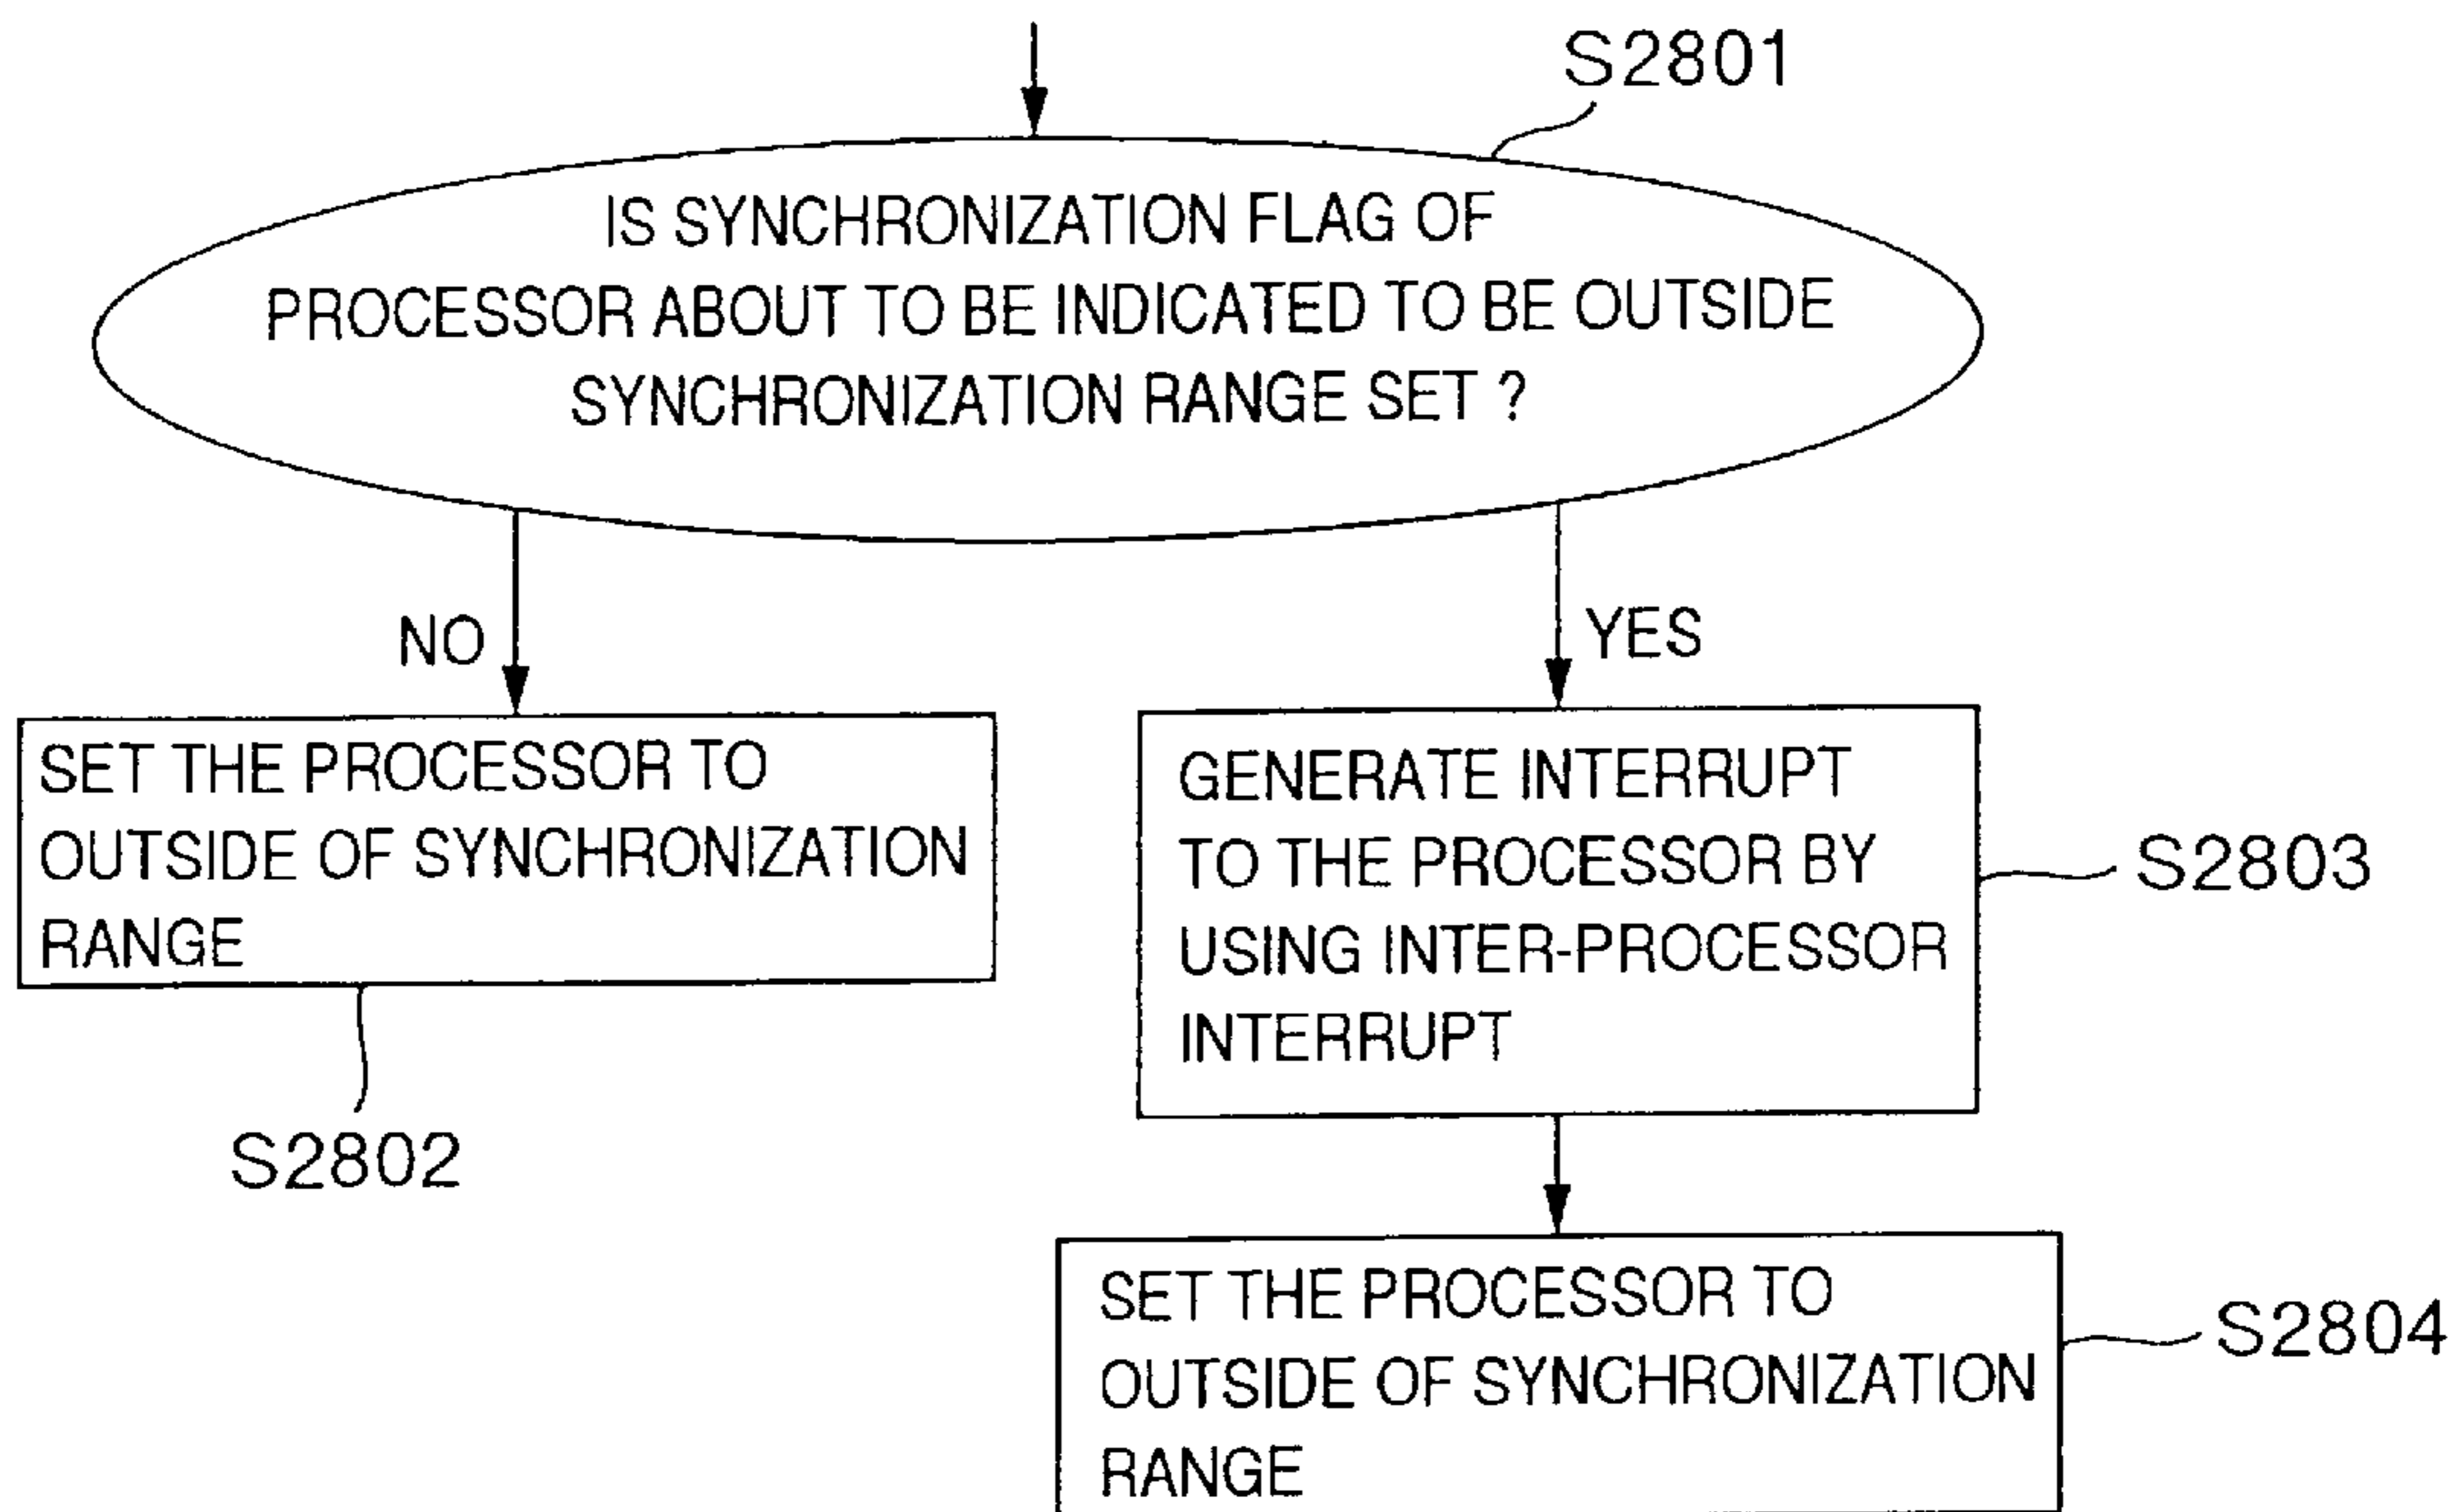 S2801
IS SYNCHRONIZATION FLAG OF
PROCESSOR ABOUT TO BE INDICATED TO BE OUTSIDE
SYNCHRONIZATION RANGE SET ?
NO
YES
SET THE PROCESSOR TO
OUTSIDE OF SYNCHRONIZATION
RANGE
S2802
GENERATE INTERRUPT
TO THE PROCESSOR BY
USING INTER-PROCESSOR
INTERRUPT
S2803
SET THE PROCESSOR TO
OUTSIDE OF SYNCHRONIZATION
RANGE
S2804